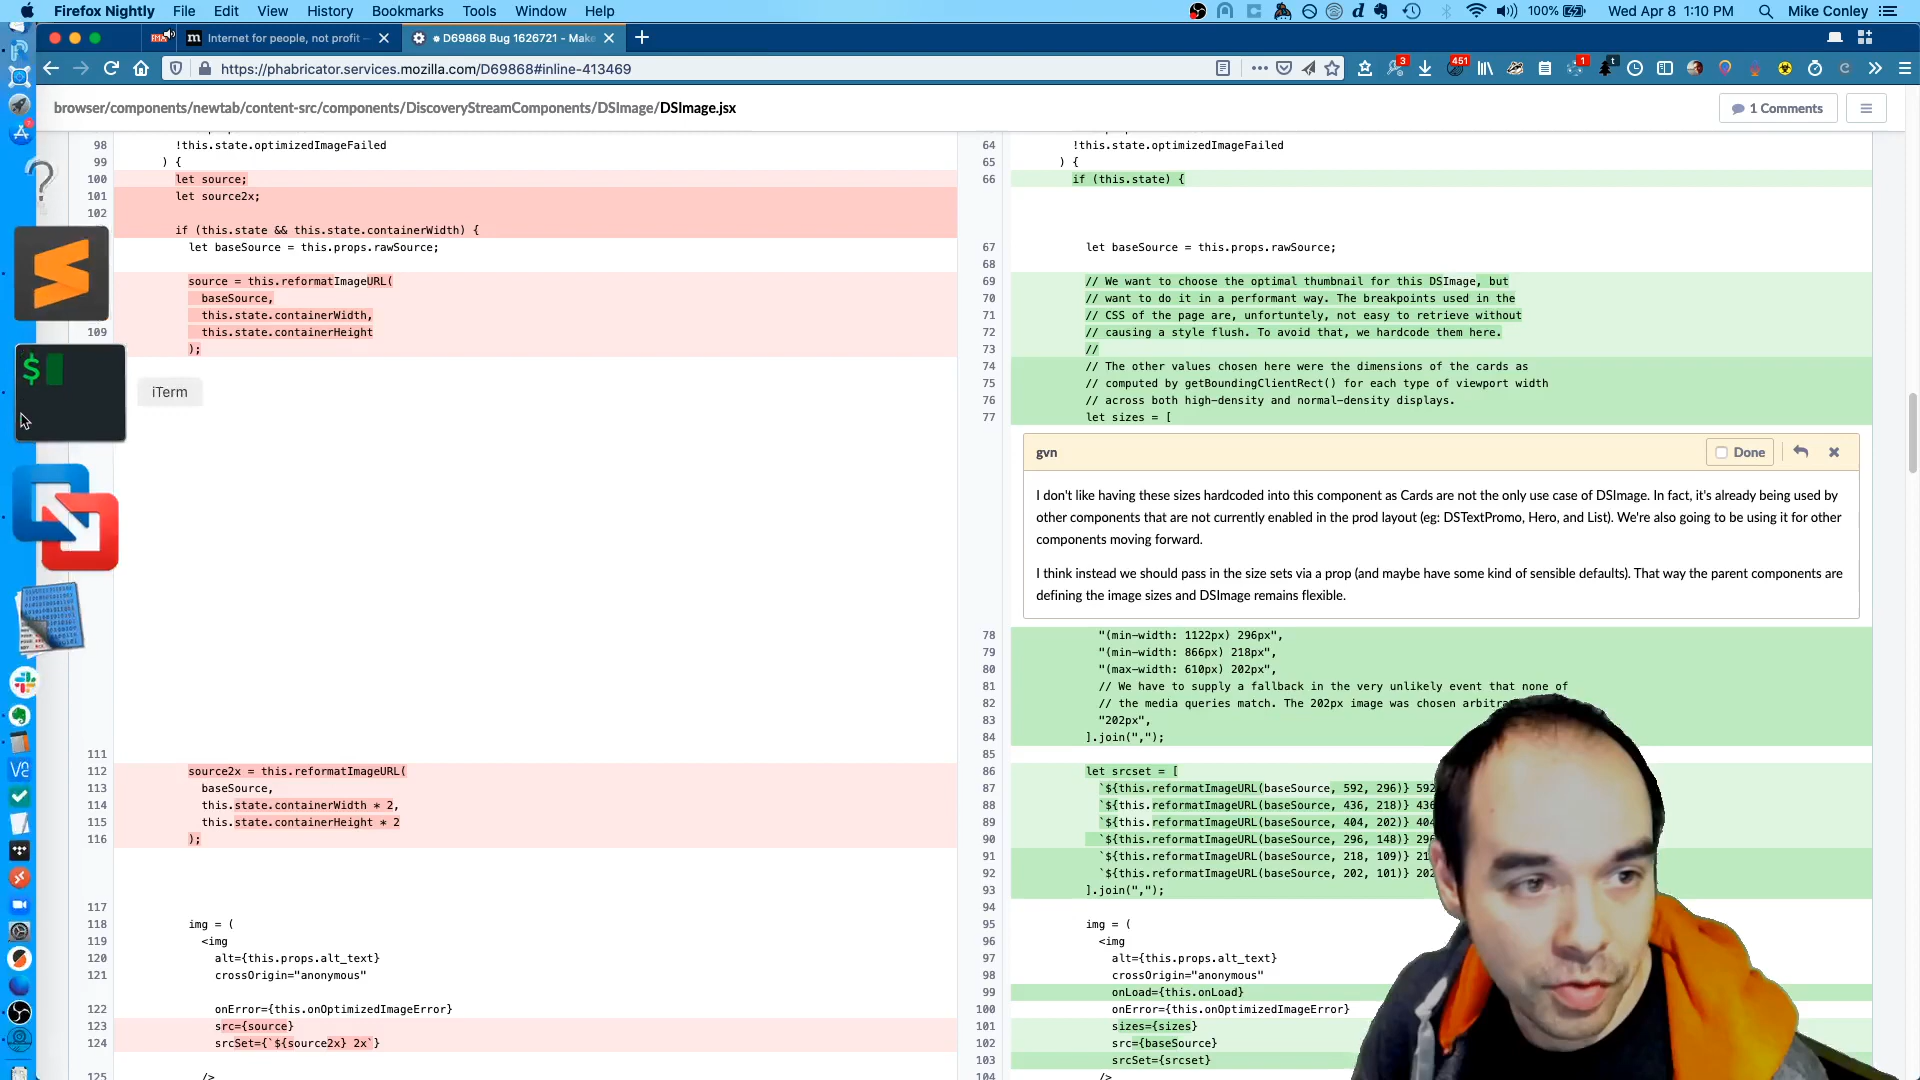 Firefox Nightly File Edit View History Bookmarks Tools Window Help 100% Wed Apr 8 1:10 PM Mike Conley
Internet for people, not profit — D69868 Bug 1626721 - Make
https://phabricator.services.mozilla.com/D69868#inline-413469 3 451 1
browser/components/newtab/content-src/components/DiscoveryStreamComponents/DSImage/DSImage.jsx 1 Comments
98 !this.state.optimizedImageFailed
99 ) {
100 let source;
101 let source2x;
102
if (this.state && this.state.containerWidth) {
let baseSource = this.props.rawSource;
source = this.reformatImageURL(
baseSource,
this.state.containerWidth,
109 this.state.containerHeight
);
$
iTerm
111
112 source2x = this.reformatImageURL(
113 baseSource,
114 this.state.containerWidth * 2,
115 this.state.containerHeight * 2
116 );
117
118 img = (
119 <img
120 alt={this.props.alt_text}
121 crossOrigin="anonymous"
122 onError={this.onOptimizedImageError}
123 src={source}
124 srcSet={`${source2x} 2x`}
125 />
64 !this.state.optimizedImageFailed
65 ) {
66 if (this.state) {
67 let baseSource = this.props.rawSource;
68
69 // We want to choose the optimal thumbnail for this DSImage, but
70 // want to do it in a performant way. The breakpoints used in the
71 // CSS of the page are, unfortuntely, not easy to retrieve without
72 // causing a style flush. To avoid that, we hardcode them here.
73 //
74 // The other values chosen here were the dimensions of the cards as
75 // computed by getBoundingClientRect() for each type of viewport width
76 // across both high-density and normal-density displays.
77 let sizes = [
gvn Done
I don't like having these sizes hardcoded into this component as Cards are not the only use case of DSImage. In fact, it's already being used by
other components that are not currently enabled in the prod layout (eg: DSTextPromo, Hero, and List). We're also going to be using it for other
components moving forward.
I think instead we should pass in the size sets via a prop (and maybe have some kind of sensible defaults). That way the parent components are
defining the image sizes and DSImage remains flexible.
78 "(min-width: 1122px) 296px",
79 "(min-width: 866px) 218px",
80 "(max-width: 610px) 202px",
81 // We have to supply a fallback in the very unlikely event that none of
82 // the media queries match. The 202px image was chosen
83 "202px",
84 ].join(",");
85
86 let srcset = [
87 `${this.reformatImageURL(baseSource, 592, 296)} 592
88 `${this.reformatImageURL(baseSource, 436, 218)} 436
89 `${this.reformatImageURL(baseSource, 404, 202)} 404
90 `${this.reformatImageURL(baseSource, 296, 148)}
91 `${this.reformatImageURL(baseSource, 218, 109)}
92 `${this.reformatImageURL(baseSource, 202, 101)} 202
93 ].join(",");
94
95 img = (
96 <img
97 alt={this.props.alt_text}
98 crossOrigin="anonymous"
99 onLoad={this.onLoad}
100 onError={this.onOptimizedImageError}
101 sizes={sizes}
102 src={baseSource}
103 srcSet={srcset}
104 />